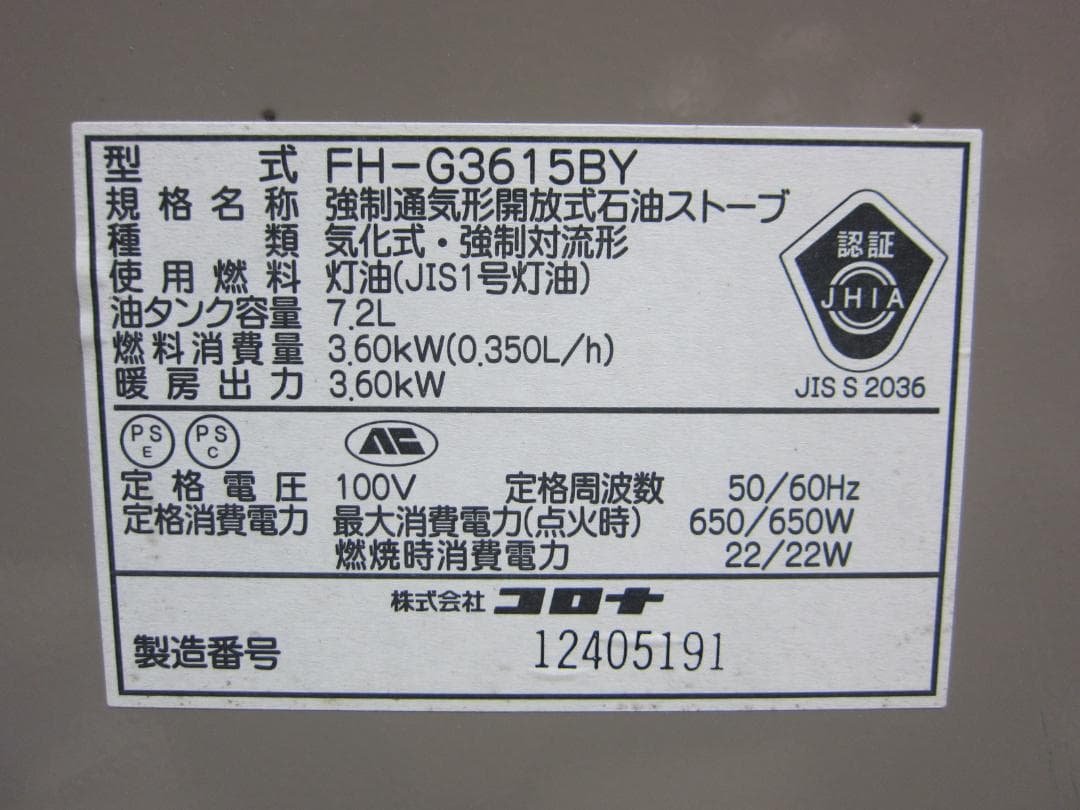 型式 FH-G3615BY
規格名称 強制通気形開放式石油ストーブ
種類 気化式・強制対流形
使用燃料 灯油(JIS1号灯油)
油タンク容量 7.2L
燃料消費量 3.60kW(0.350L/h)
暖房出力 3.60kW
認証
JHIA
JIS S 2036
PS E PS C
定格電圧 100V 定格周波数 50/60Hz
定格消費電力 最大消費電力(点火時) 650/650W
燃焼時消費電力 22/22W
株式会社 コロナ
製造番号 12405191